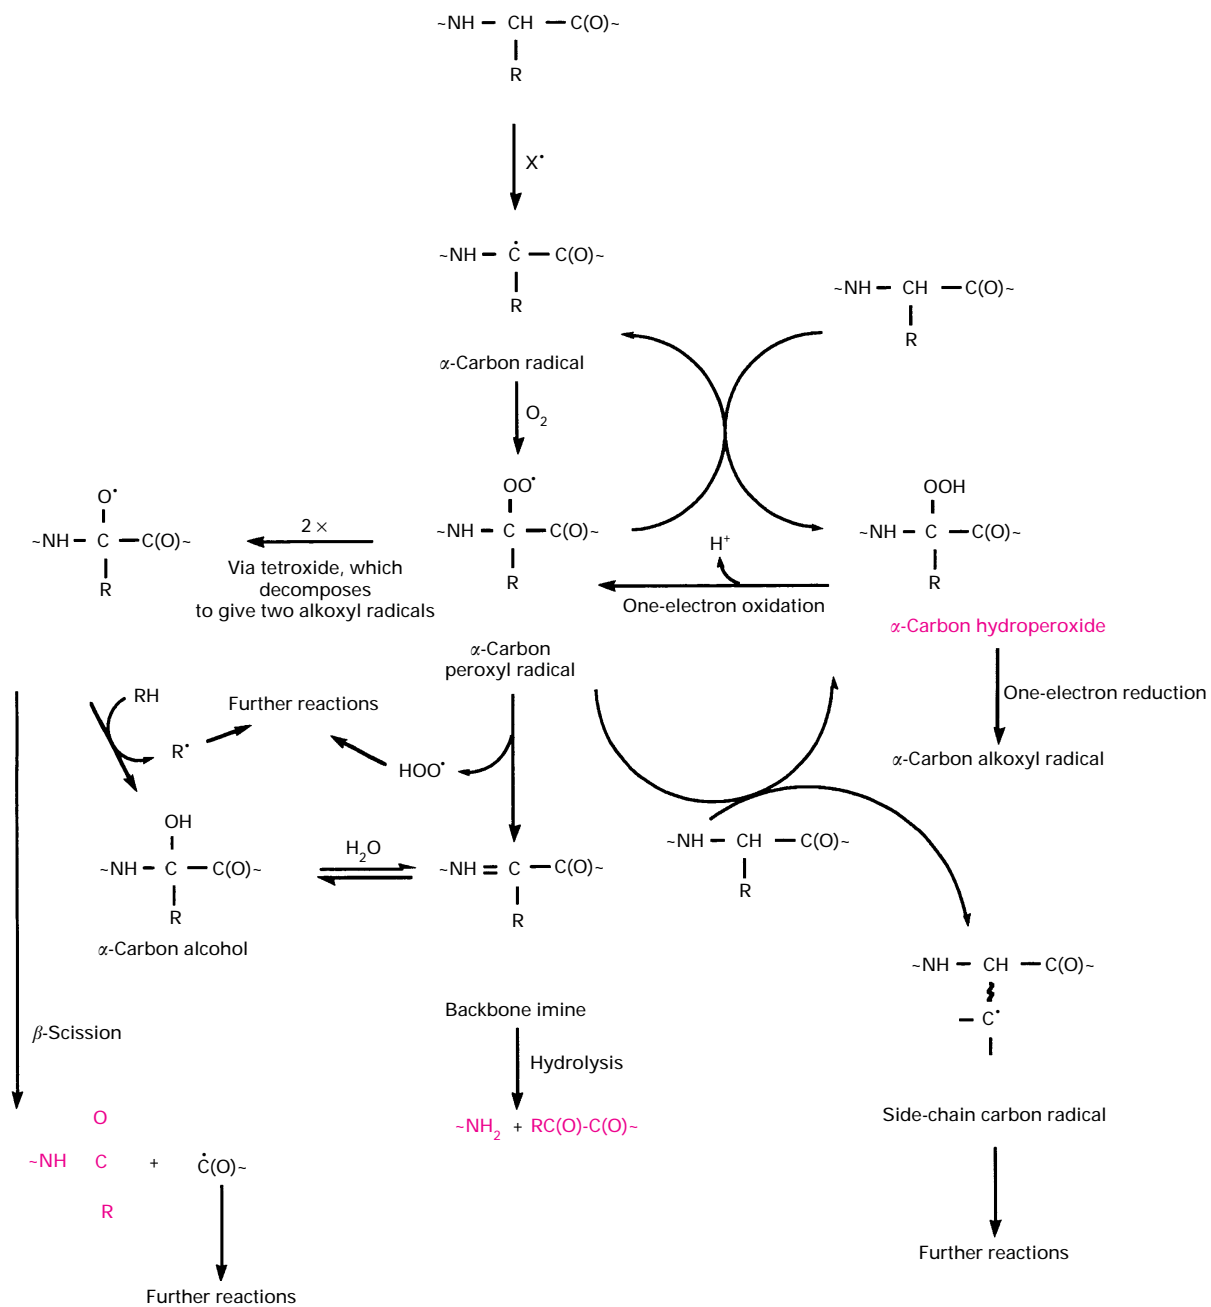 ~NH — CH — C(O)~
R
X•
~NH — Ċ — C(O)~
R
~NH — CH — C(O)~
R
α-Carbon radical
O₂
OO•
~NH — C — C(O)~
R
O•
~NH — C — C(O)~
R
2 ×
Via tetroxide, which
decomposes
to give two alkoxyl radicals
OOH
~NH — C — C(O)~
R
H⁺
One-electron oxidation
α-Carbon hydroperoxide
α-Carbon
peroxyl radical
One-electron reduction
α-Carbon alkoxyl radical
RH
R•
Further reactions
HOO•
OH
~NH — C — C(O)~
R
α-Carbon alcohol
H₂O
~NH = C — C(O)~
R
~NH — CH — C(O)~
R
~NH — CH — C(O)~
— C•
Backbone imine
Hydrolysis
~NH₂ + RC(O)-C(O)~
Side-chain carbon radical
Further reactions
β-Scission
O
~NH C + Ċ(O)~
R
Further reactions